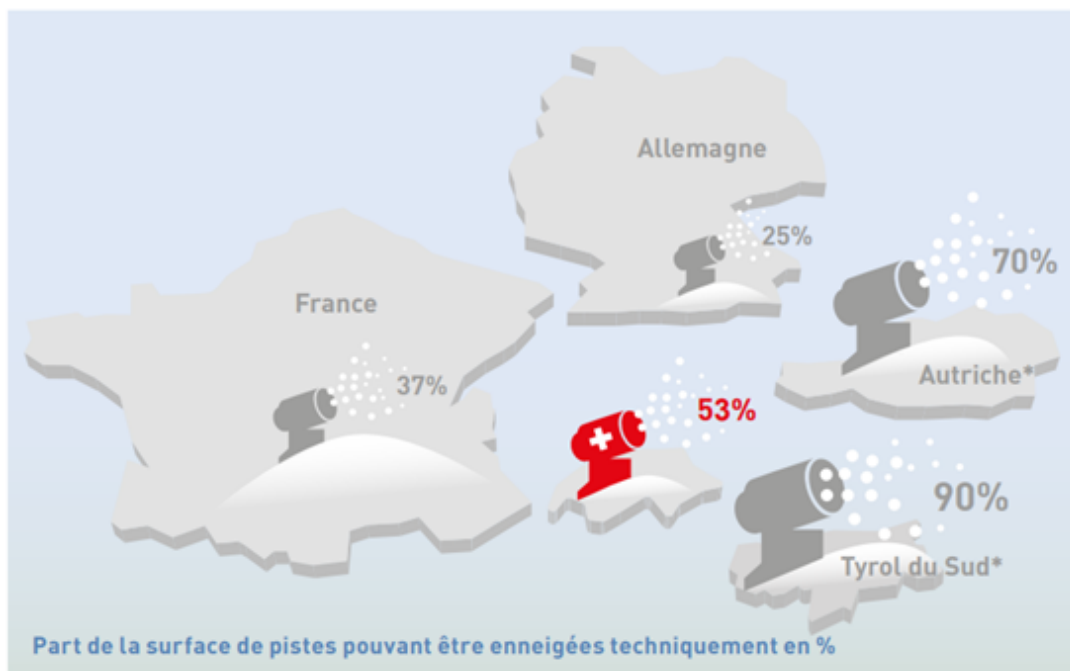 Allemagne
25%
70%
France
37%
Autriche*
53%
90%
Tyrol du Sud*
Part de la surface de pistes pouvant être enneigées techniquement en %